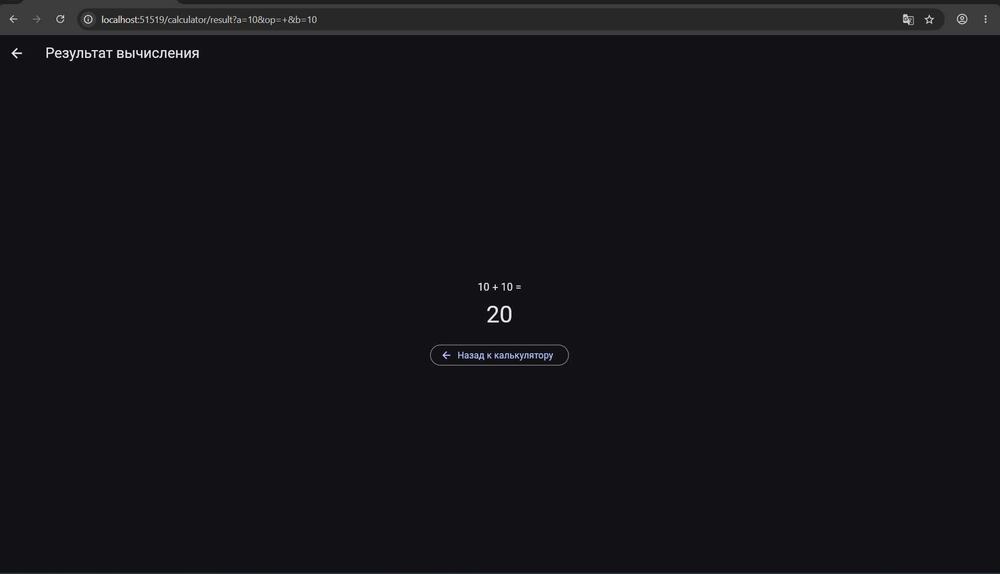 localhost:51519/calculator/result?a=10&op=+&b=10
Результат вычисления
10 + 10 =
20
Назад к калькулятору